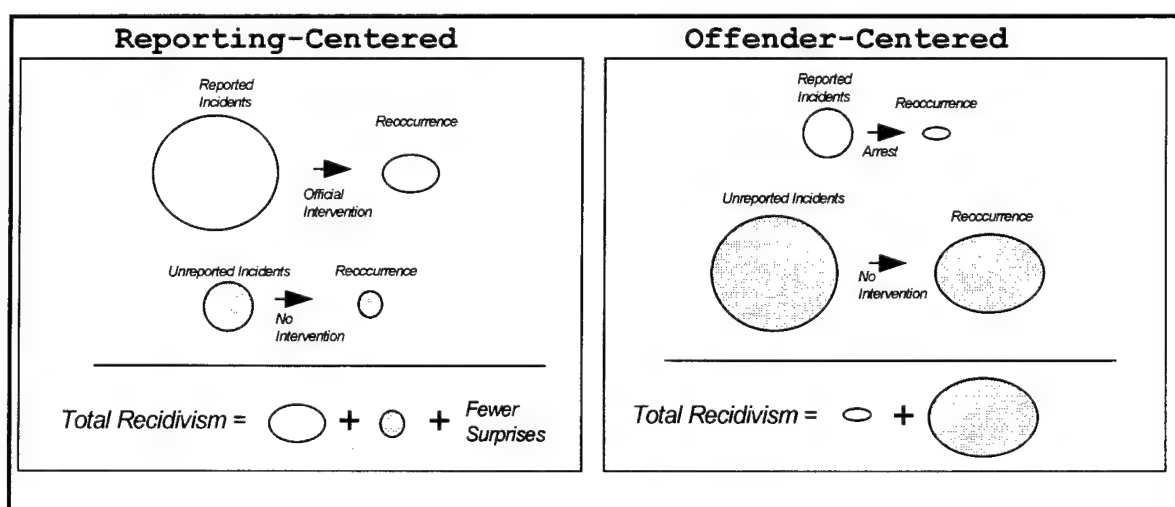 Reporting-Centered
Reported
Incidents
Reoccurrence
Official
Intervention
Unreported Incidents
Reoccurrence
No
Intervention
Total Recidivism = + + Fewer
Surprises
Offender-Centered
Reported
Incidents
Reoccurrence
Arrest
Unreported Incidents
Reoccurrence
No
Intervention
Total Recidivism = +